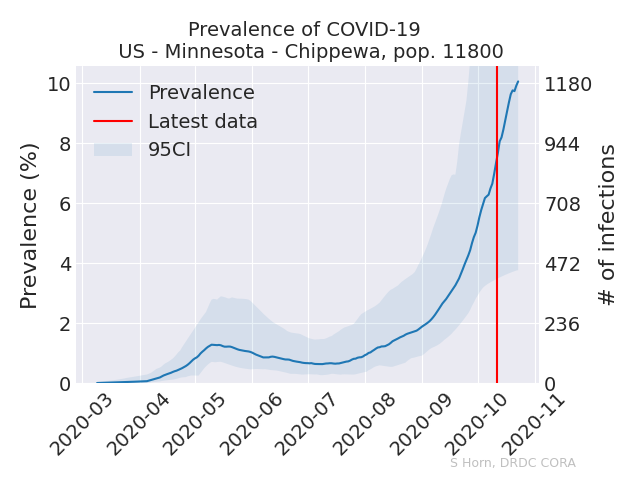 Prevalence of COVID-19
US - Minnesota - Chippewa, pop. 11800
Prevalence
Latest data
95CI
Prevalence (%)
10
8
6
4
2
0
1180
944
708
472
236
0
# of infections
2020-03
2020-04
2020-05
2020-06
2020-07
2020-08
2020-09
2020-10
2020-11
S Horn, DRDC CORA